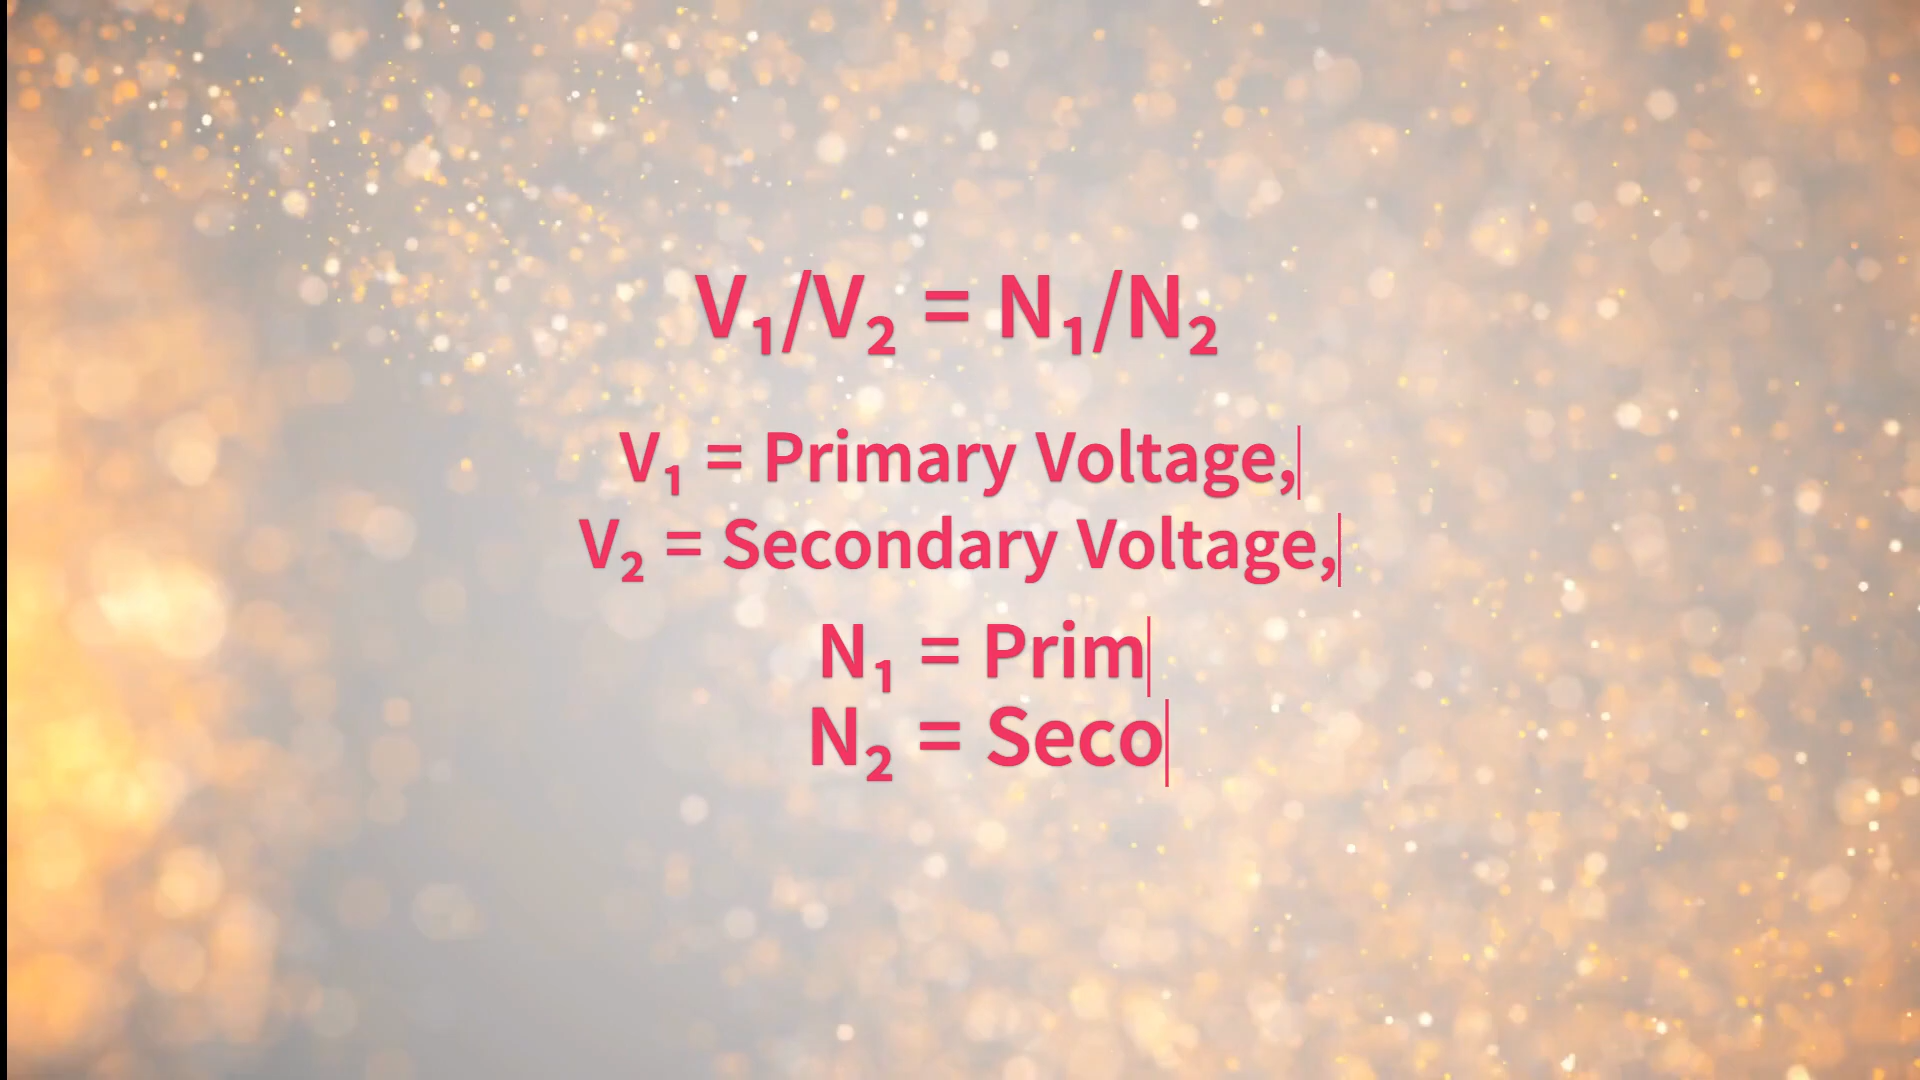 V₁/V₂ = N₁/N₂
V₁ = Primary Voltage,
V₂ = Secondary Voltage,
N₁ = Prim
N₂ = Seco